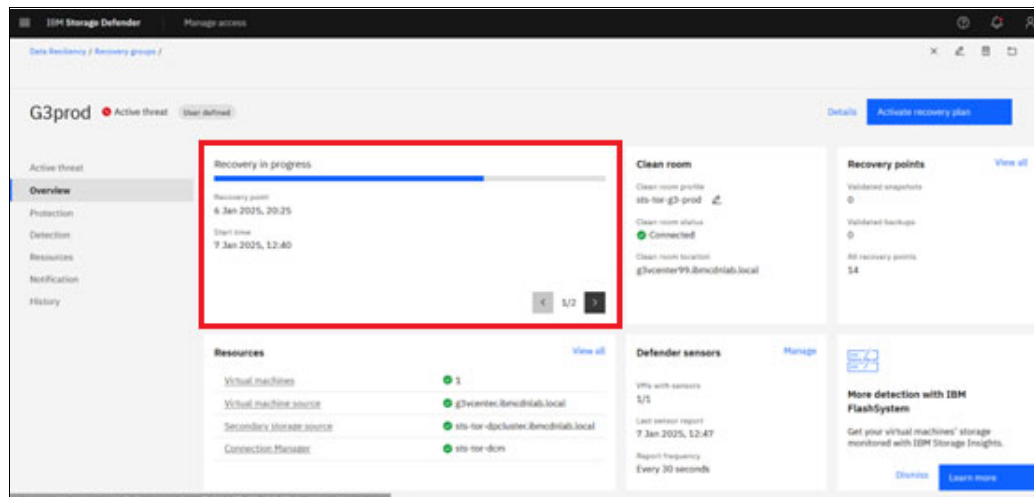 IBM Storage Defender
Manage access
Data Resiliency / Recovery groups /
G3prod
Active threat
User defined
Details
Activate recovery plan
Active threat
Overview
Protection
Detection
Resources
Notification
History
Recovery in progress
Recovery point
6 Jan 2025, 20:25
Start time
7 Jan 2025, 12:40
1/2
Clean room
Clean room profile
sts-tor-g3-prod
Clean room status
Connected
Clean room location
g3vcenter99.ibmcdnlab.local
Recovery points
View all
Validated snapshots
0
Validated backups
0
All recovery points
14
Resources
View all
Virtual machines
1
Virtual machine source
g3vcenter.ibmcdnlab.local
Secondary storage source
sts-tor-dpcluster.ibmcdnlab.local
Connection Manager
sts-tor-dcm
Defender sensors
Manage
VMs with sensors
1/1
Last sensor report
7 Jan 2025, 12:47
Report frequency
Every 30 seconds
More detection with IBM
FlashSystem
Get your virtual machines' storage
monitored with IBM Storage Insights.
Dismiss
Learn more